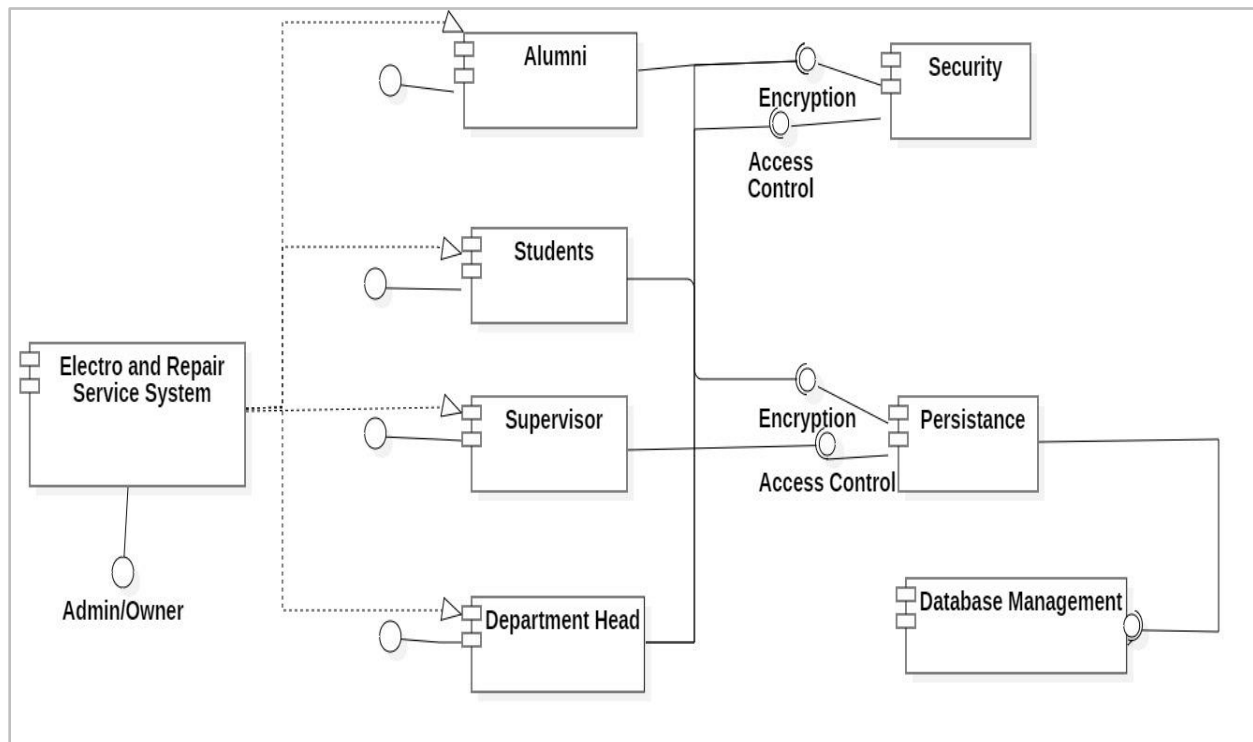 Alumni
Security
Encryption
Access
Control
Students
Electro and Repair
Service System
Supervisor
Encryption
Persistance
Access Control
Admin/Owner
Department Head
Database Management